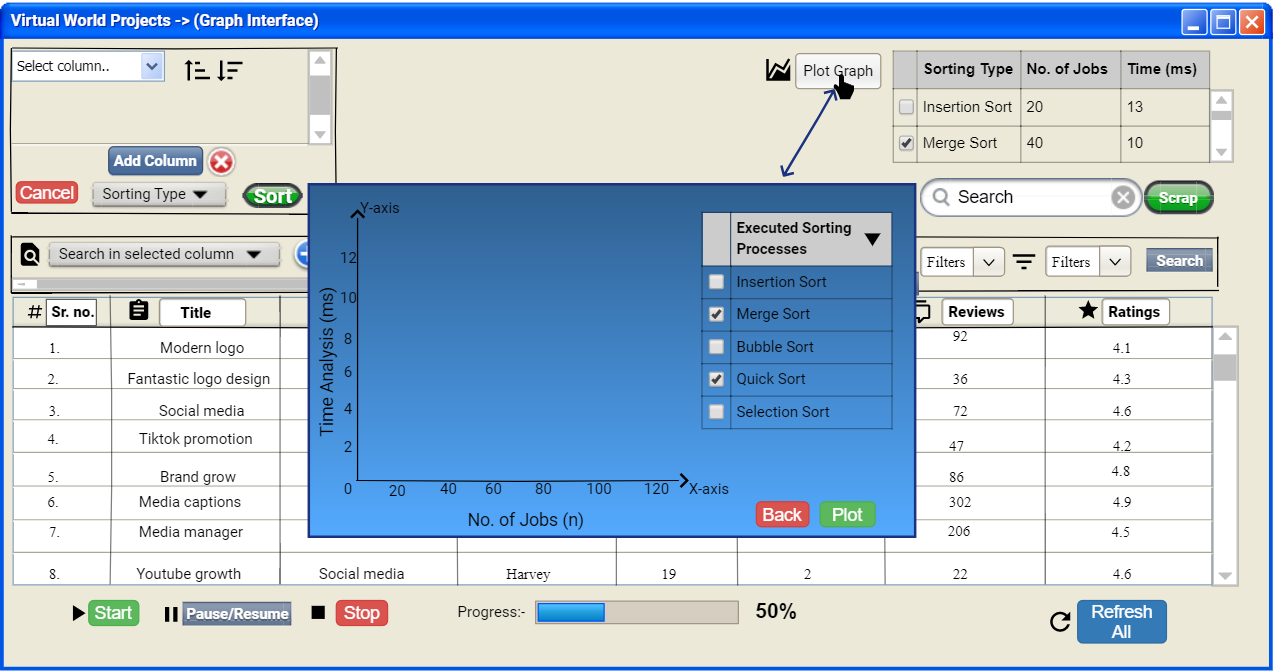 Virtual World Projects -> (Graph Interface)
Select column..
Add Column
Cancel
Sorting Type
Sort
Plot Graph
Sorting Type No. of Jobs Time (ms)
Insertion Sort 20 13
Merge Sort 40 10
Search
Scrap
Search in selected column
Filters
Filters
Search
Y-axis
12
10
8
6
4
2
0 20 40 60 80 100 120 X-axis
Time Analysis (ms)
No. of Jobs (n)
Executed Sorting
Processes
Insertion Sort
Merge Sort
Bubble Sort
Quick Sort
Selection Sort
Back
Plot
# Sr. no. Title Reviews Ratings
1. Modern logo 92 4.1
2. Fantastic logo design 36 4.3
3. Social media 72 4.6
4. Tiktok promotion 47 4.2
5. Brand grow 86 4.8
6. Media captions 302 4.9
7. Media manager 206 4.5
8. Youtube growth Social media Harvey 19 2 22 4.6
Start
Pause/Resume
Stop
Progress:-
50%
Refresh
All